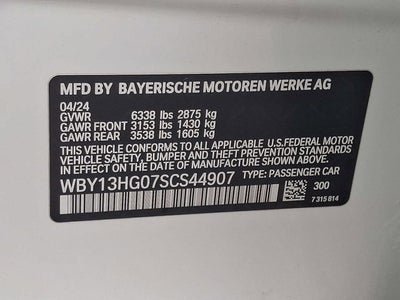 MFD BY BAYERISCHE MOTOREN WERKE AG
04/24
GVWR 6338 lbs 2875 kg
GAWR FRONT 3153 lbs 1430 kg
GAWR REAR 3538 lbs 1605 kg
THIS VEHICLE CONFORMS TO ALL APPLICABLE U.S.FEDERAL MOTOR
VEHICLE SAFETY, BUMPER, AND THEFT PREVENTION STANDARDS
IN EFFECT ON THE DATE OF MANUFACTURE SHOWN ABOVE.
WBY13HG07SCS44907 TYPE: PASSENGER CAR
300
7 315 814